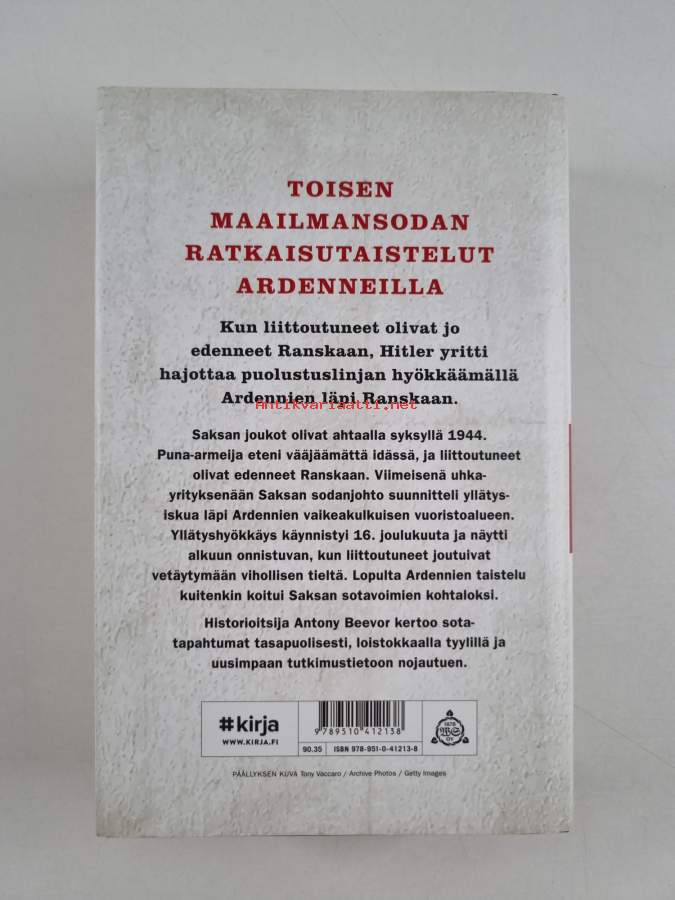 TOISEN
MAAILMANSODAN
RATKAISUTAISTELUT
ARDENNEILLA
Kun liittoutuneet olivat jo
edenneet Ranskaan, Hitler yritti
hajottaa puolustuslinjan hyökkäämällä
Ardennien läpi Ranskaan.
Antikvariaatti.net
Saksan joukot olivat ahtaalla syksyllä 1944.
Puna-armeija eteni vääjäämättä idässä, ja liittoutuneet
olivat edenneet Ranskaan. Viimeisenä uhka-
yrityksenään Saksan sodanjohto suunnitteli yllätys-
iskua läpi Ardennien vaikeakulkuisen vuoristoalueen.
Yllätyshyökkäys käynnistyi 16. joulukuuta ja näytti
alkuun onnistuvan, kun liittoutuneet joutuivat
vetäytymään vihollisen tieltä. Lopulta Ardennien taistelu
kuitenkin koitui Saksan sotavoimien kohtaloksi.
Historioitsija Antony Beevor kertoo sota-
tapahtumat tasapuolisesti, loistokkaalla tyylillä ja
uusimpaan tutkimustietoon nojautuen.
#kirja
WWW.KIRJA.FI
9789510412138
90.35
ISBN 978-951-0-41213-8
1878
WS
OY
PÄÄLLYKSEN KUVA Tony Vaccaro / Archive Photos / Getty Images